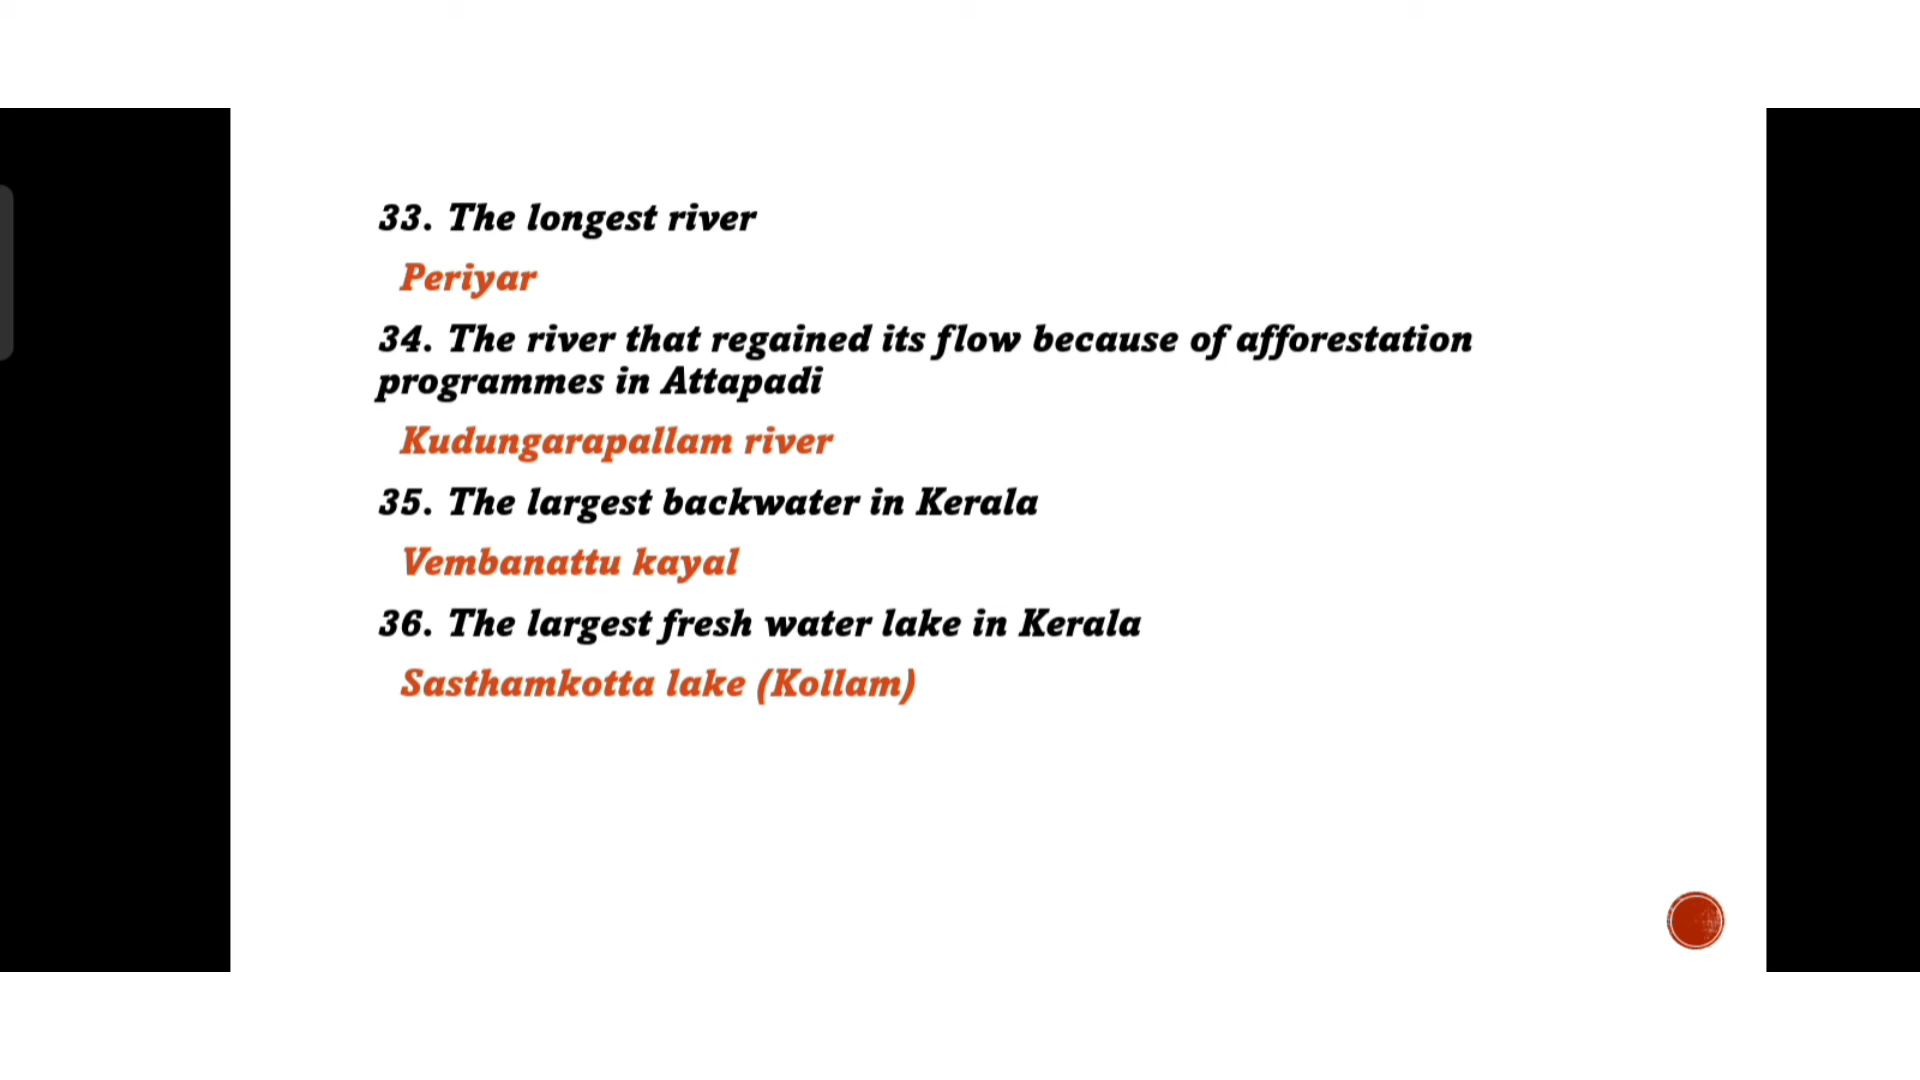 33. The longest river
Periyar
34. The river that regained its flow because of afforestation
programmes in Attapadi
Kudungarapallam river
35. The largest backwater in Kerala
Vembanattu kayal
36. The largest fresh water lake in Kerala
Sasthamkotta lake (Kollam)